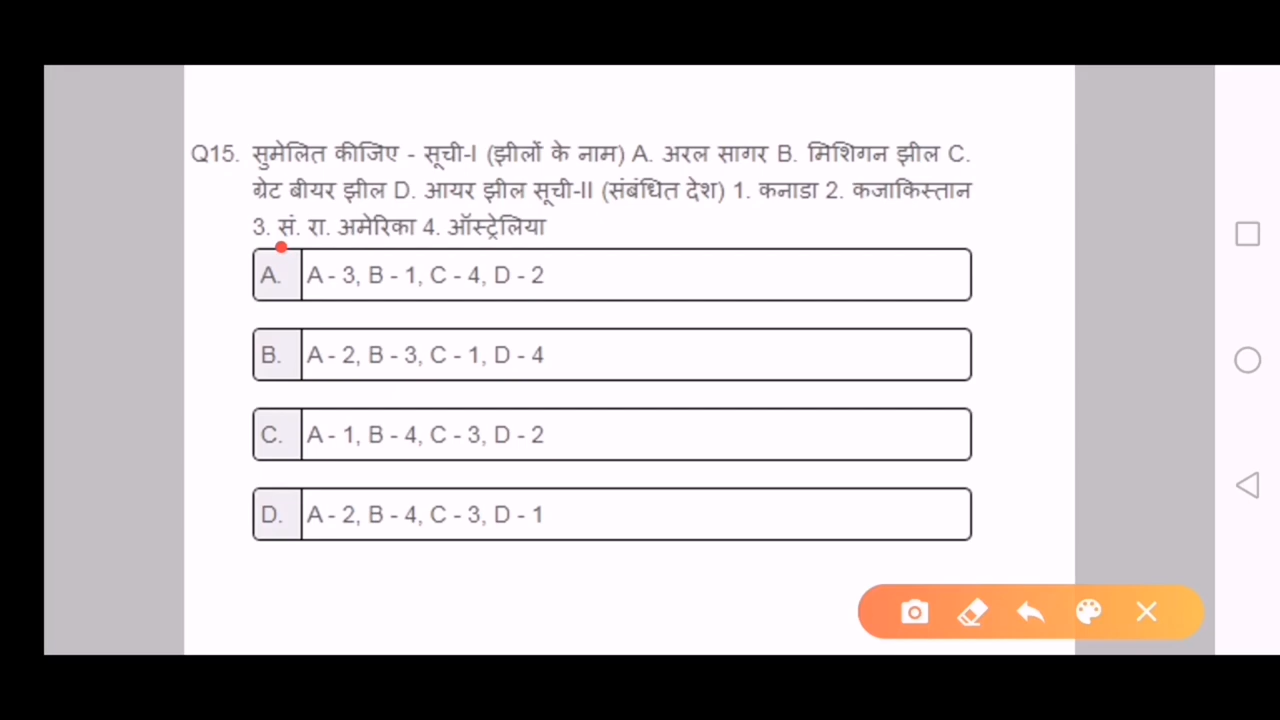 Q15. सुमेलित कीजिए - सूची-I (झीलों के नाम) A. अरल सागर B. मिशिगन झील C.
ग्रेट बीयर झील D. आयर झील सूची-II (संबंधित देश) 1. कनाडा 2. कजाकिस्तान
3. सं. रा. अमेरिका 4. ऑस्ट्रेलिया
A. A - 3, B - 1, C - 4, D - 2
B. A - 2, B - 3, C - 1, D - 4
C. A - 1, B - 4, C - 3, D - 2
D. A - 2, B - 4, C - 3, D - 1